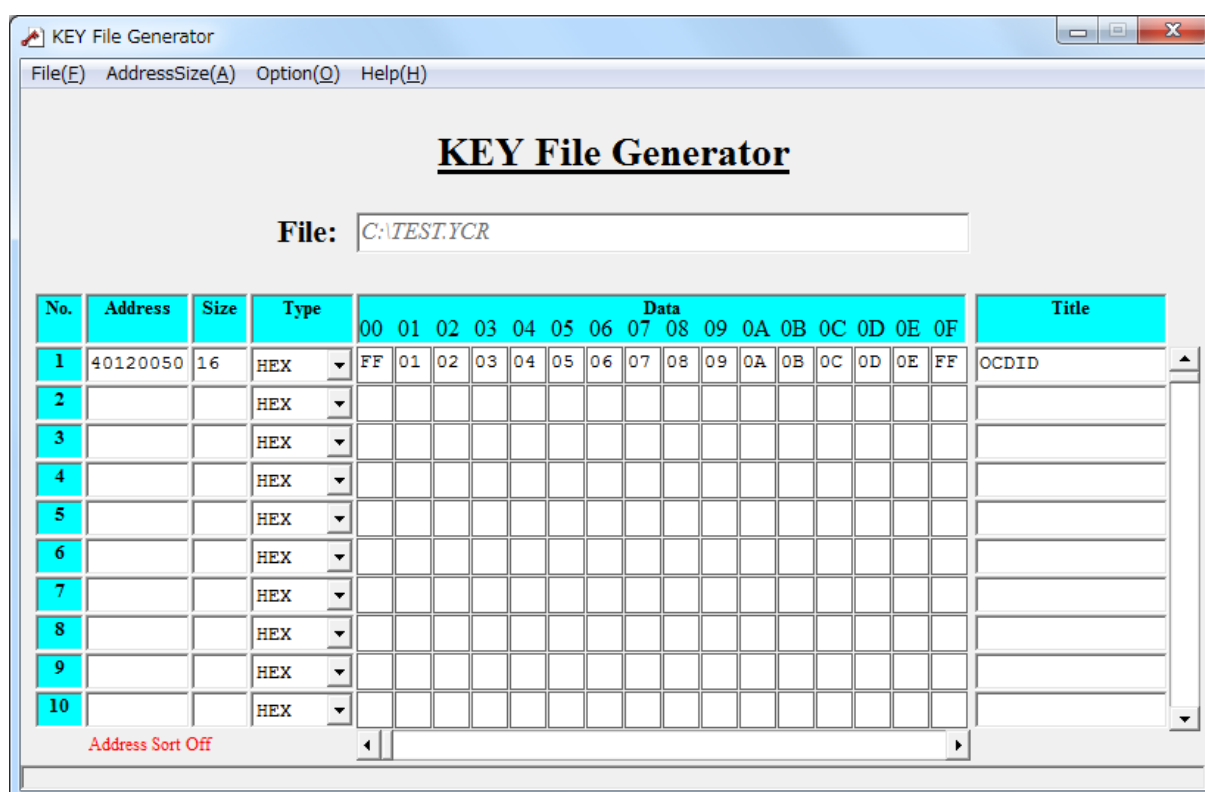 KEY File Generator
File(F) AddressSize(A) Option(O) Help(H)
KEY File Generator
File: C:\TEST.YCR
No. Address Size Type Data Title
00 01 02 03 04 05 06 07 08 09 0A 0B 0C 0D 0E 0F
1 40120050 16 HEX FF 01 02 03 04 05 06 07 08 09 0A 0B 0C 0D 0E FF OCDID
2 HEX
3 HEX
4 HEX
5 HEX
6 HEX
7 HEX
8 HEX
9 HEX
10 HEX
Address Sort Off